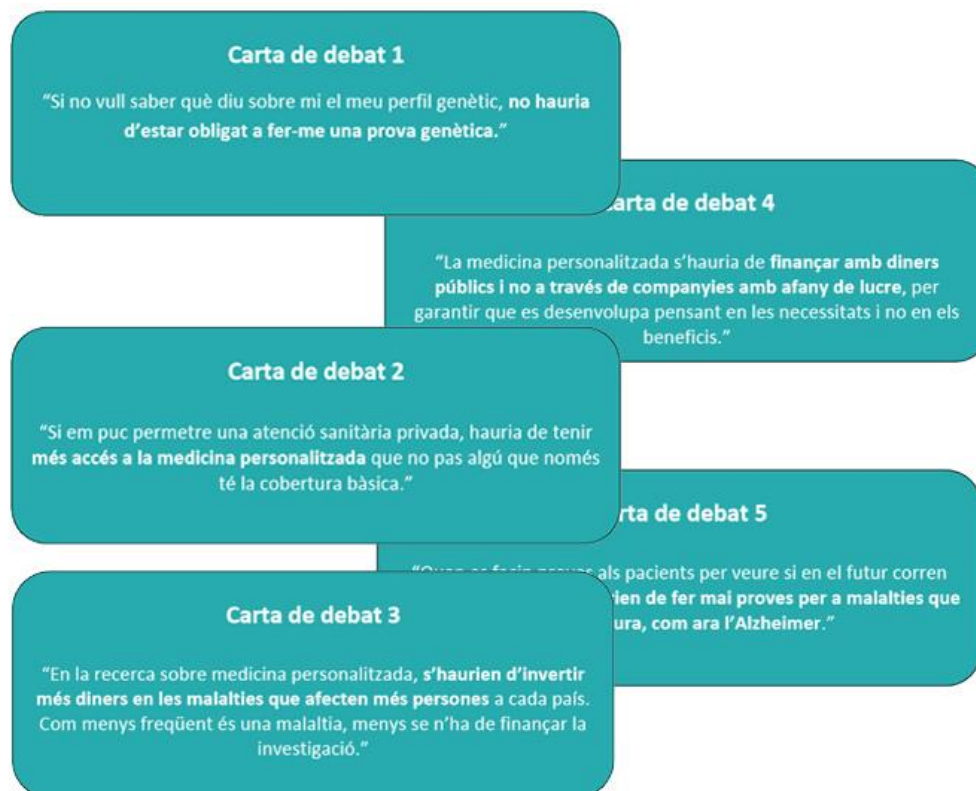 Carta de debat 1
“Si no vull saber què diu sobre mi el meu perfil genètic, no hauria
d’estar obligat a fer-me una prova genètica.”
arta de debat 4
“La medicina personalitzada s’hauria de finançar amb diners
públics i no a través de companyies amb afany de lucre, per
garantir que es desenvolupa pensant en les necessitats i no en els
beneficis.”
Carta de debat 2
“Si em puc permetre una atenció sanitària privada, hauria de tenir
més accés a la medicina personalitzada que no pas algú que només
té la cobertura bàsica.”
rta de debat 5
als pacients per veure si en el futur corren
rien de fer mai proves per a malalties que
ura, com ara l’Alzheimer.”
Carta de debat 3
“En la recerca sobre medicina personalitzada, s’haurien d’invertir
més diners en les malalties que afecten més persones a cada país.
Com menys freqüent és una malaltia, menys se n’ha de finançar la
investigació.”